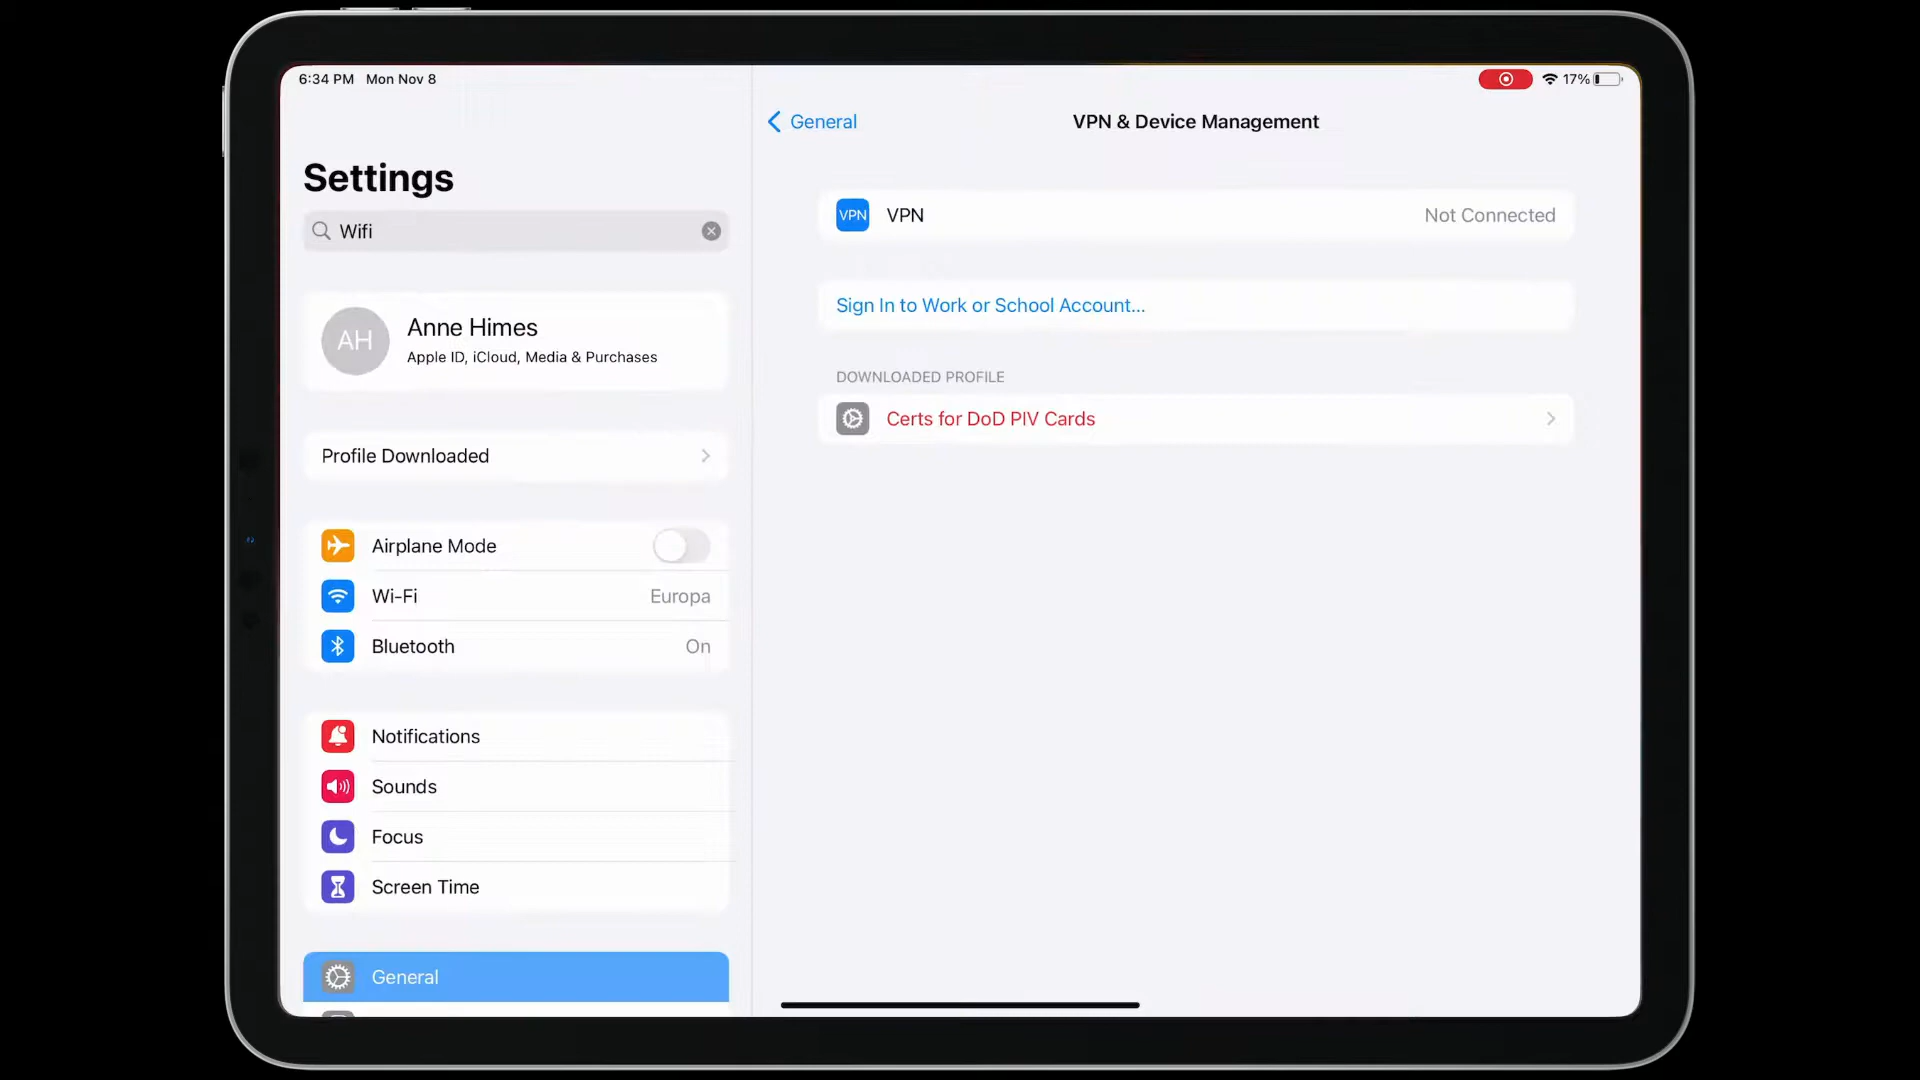 6:34 PM Mon Nov 8
17%
Settings
Wifi
AH
Anne Himes
Apple ID, iCloud, Media & Purchases
Profile Downloaded
Airplane Mode
Wi-Fi Europa
Bluetooth On
Notifications
Sounds
Focus
Screen Time
General
General
VPN & Device Management
VPN VPN Not Connected
Sign In to Work or School Account...
DOWNLOADED PROFILE
Certs for DoD PIV Cards